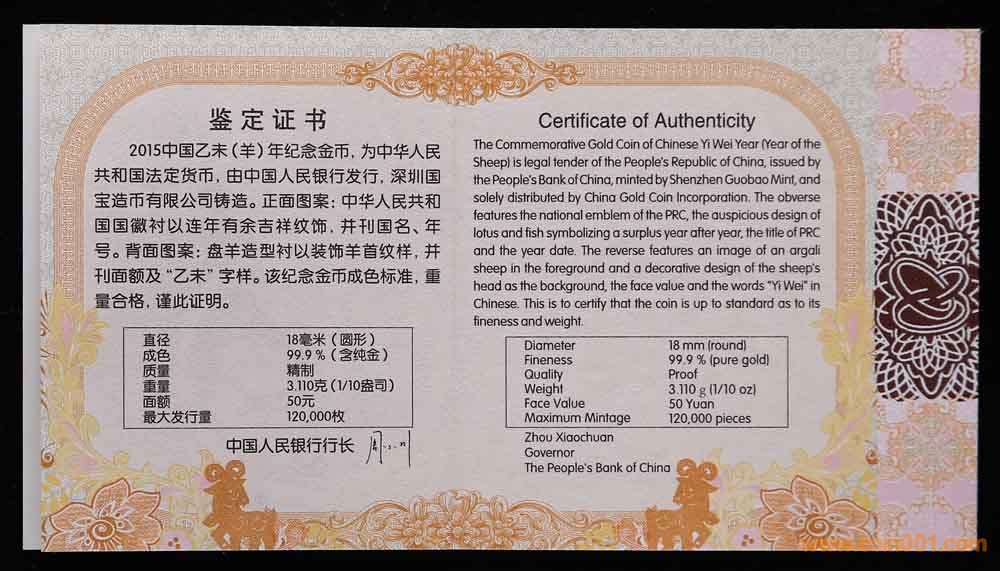 鉴定证书
2015中国乙未（羊）年纪念金币，为中华人民
共和国法定货币，由中国人民银行发行，深圳国
宝造币有限公司铸造。正面图案：中华人民共和
国国徽衬以连年有余吉祥纹饰，并刊国名、年
号。背面图案：盘羊造型衬以装饰羊首纹样，并
刊面额及“乙未”字样。该纪念金币成色标准，重
量合格，谨此证明。
直径 18毫米（圆形）
成色 99.9％（含纯金）
质量 精制
重量 3.110克（1/10盎司）
面额 50元
最大发行量 120,000枚
中国人民银行行长
Certificate of Authenticity
The Commemorative Gold Coin of Chinese Yi Wei Year (Year of the
Sheep) is legal tender of the People's Republic of China, issued by
the People's Bank of China, minted by Shenzhen Guobao Mint, and
solely distributed by China Gold Coin Incorporation. The obverse
features the national emblem of the PRC, the auspicious design of
lotus and fish symbolizing a surplus year after year, the title of PRC
and the year date. The reverse features an image of an argali
sheep in the foreground and a decorative design of the sheep's
head as the background, the face value and the words "Yi Wei" in
Chinese. This is to certify that the coin is up to standard as to its
fineness and weight.
Diameter 18 mm (round)
Fineness 99.9 % (pure gold)
Quality Proof
Weight 3.110 g (1/10 oz)
Face Value 50 Yuan
Maximum Mintage 120,000 pieces
Zhou Xiaochuan
Governor
The People's Bank of China